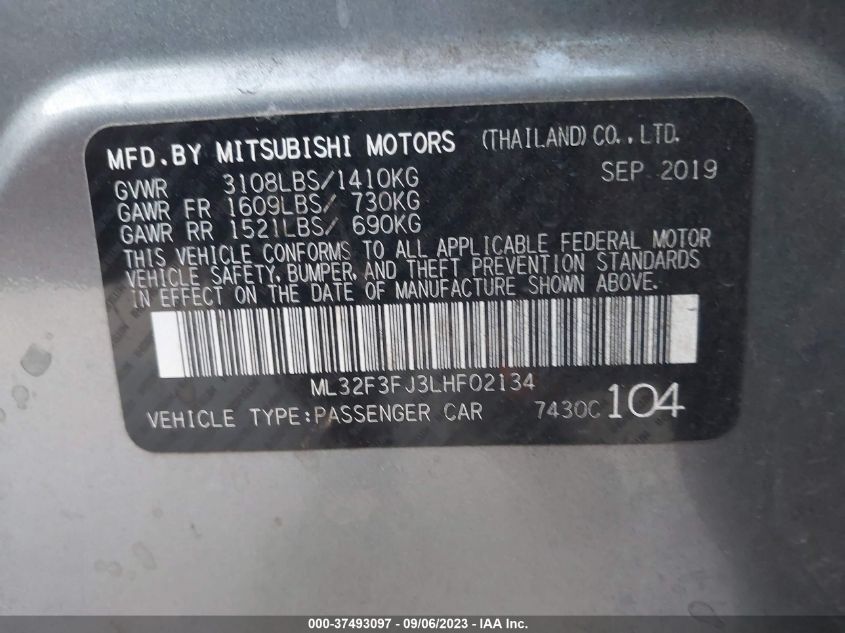 MFD.BY MITSUBISHI MOTORS (THAILAND) CO., LTD.
GVWR 3108LBS/1410KG SEP 2019
GAWR FR 1609LBS/ 730KG
GAWR RR 1521LBS/ 690KG
THIS VEHICLE CONFORMS TO ALL APPLICABLE FEDERAL MOTOR
VEHICLE SAFETY, BUMPER, AND THEFT PREVENTION STANDARDS
IN EFFECT ON THE DATE OF MANUFACTURE SHOWN ABOVE.
ML32F3FJ3LHF02134
VEHICLE TYPE:PASSENGER CAR 7430C 104
000-37493097 - 09/06/2023 - IAA Inc.